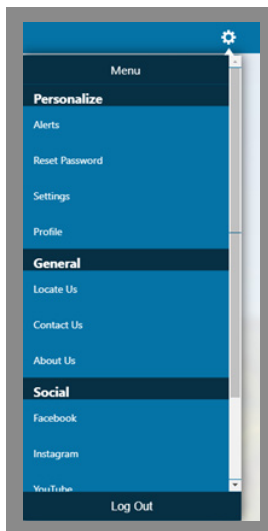 Menu
Personalize
Alerts
Reset Password
Settings
Profile
General
Locate Us
Contact Us
About Us
Social
Facebook
Instagram
YouTube
Log Out